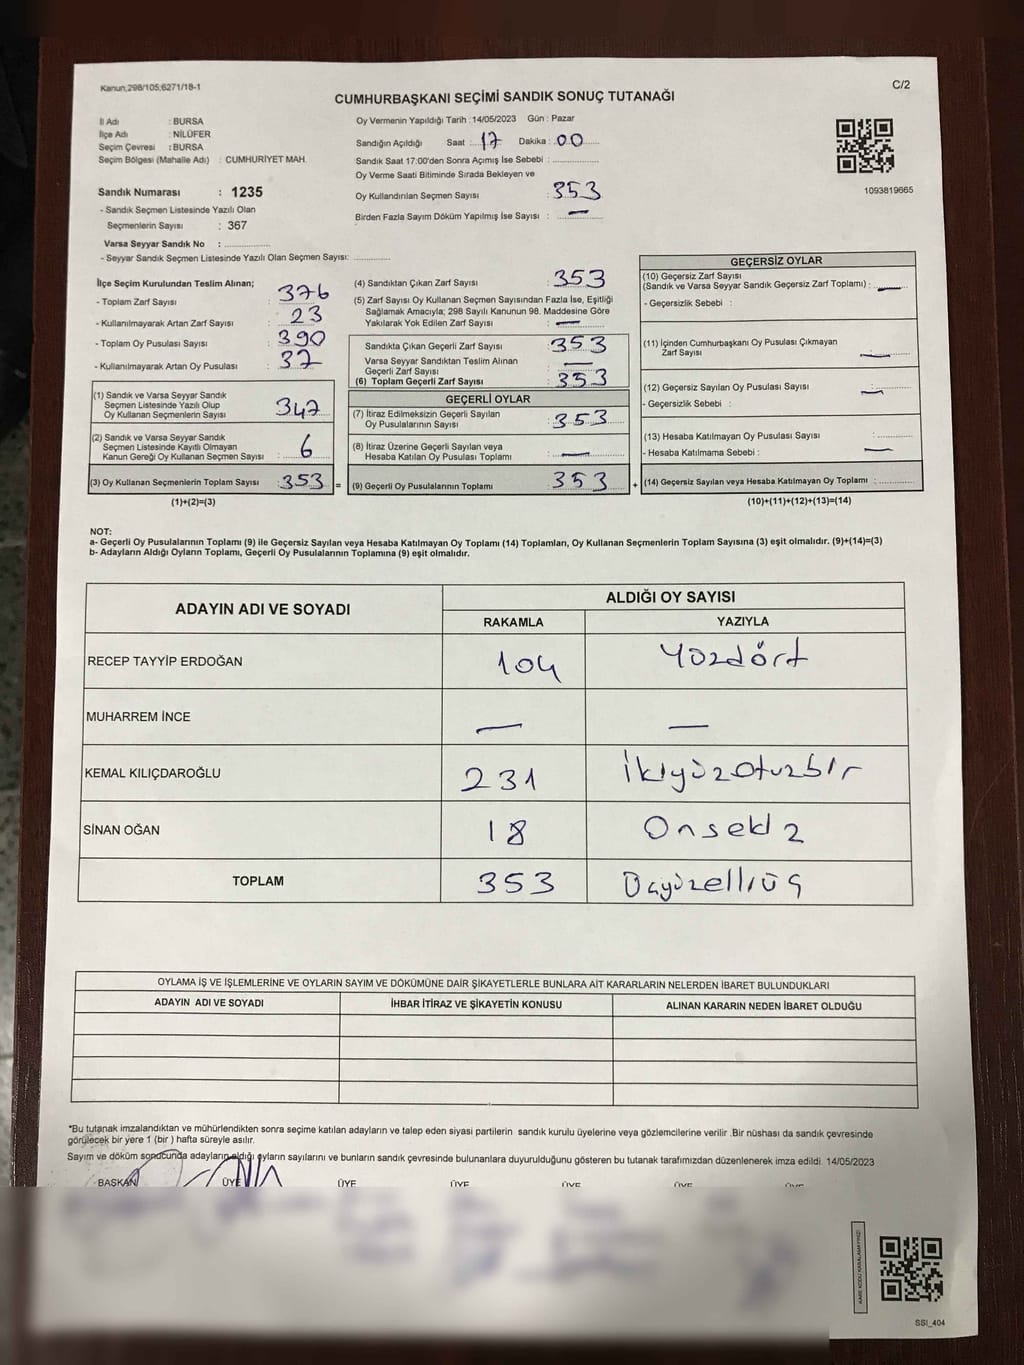 Kanun;298/105;6271/18-1
C/2
CUMHURBAŞKANI SEÇİMİ SANDIK SONUÇ TUTANAĞI
İl Adı : BURSA
İlçe Adı : NİLÜFER
Seçim Çevresi : BURSA
Seçim Bölgesi (Mahalle Adı) : CUMHURİYET MAH.
Sandık Numarası : 1235
- Sandık Seçmen Listesinde Yazılı Olan
Seçmenlerin Sayısı : 367
Varsa Seyyar Sandık No : ................
- Seyyar Sandık Seçmen Listesinde Yazılı Olan Seçmen Sayısı: ............
Oy Vermenin Yapıldığı Tarih : 14/05/2023 Gün : Pazar
Sandığın Açıldığı Saat 17 Dakika : 00
Sandık Saat 17:00'den Sonra Açımış İse Sebebi : ................
Oy Verme Saati Bitiminde Sırada Bekleyen ve
Oy Kullandırılan Seçmen Sayısı : 353
Birden Fazla Sayım Döküm Yapılmış İse Sayısı : —
1093819665
İlçe Seçim Kurulundan Teslim Alınan;
- Toplam Zarf Sayısı : 376
- Kullanılmayarak Artan Zarf Sayısı : 23
- Toplam Oy Pusulası Sayısı : 390
- Kullanılmayarak Artan Oy Pusulası : 37
(1) Sandık ve Varsa Seyyar Sandık
Seçmen Listesinde Yazılı Olup
Oy Kullanan Seçmenlerin Sayısı : 347
(2) Sandık ve Varsa Seyyar Sandık
Seçmen Listesinde Kayıtlı Olmayan
Kanun Gereği Oy Kullanan Seçmen Sayısı : 6
(3) Oy Kullanan Seçmenlerin Toplam Sayısı : 353 =
(1)+(2)=(3)
(4) Sandıktan Çıkan Zarf Sayısı : 353
(5) Zarf Sayısı Oy Kullanan Seçmen Sayısından Fazla İse, Eşitliği
Sağlamak Amacıyla; 298 Sayılı Kanunun 98. Maddesine Göre
Yakılarak Yok Edilen Zarf Sayısı : —
Sandıkta Çıkan Geçerli Zarf Sayısı : 353
Varsa Seyyar Sandıktan Teslim Alınan
Geçerli Zarf Sayısı : —
(6) Toplam Geçerli Zarf Sayısı : 353
GEÇERLİ OYLAR
(7) İtiraz Edilmeksizin Geçerli Sayılan
Oy Pusulalarının Sayısı : 353
(8) İtiraz Üzerine Geçerli Sayılan veya
Hesaba Katılan Oy Pusulası Toplamı : —
(9) Geçerli Oy Pusulalarının Toplamı : 353 +
GEÇERSİZ OYLAR
(10) Geçersiz Zarf Sayısı
(Sandık ve Varsa Seyyar Sandık Geçersiz Zarf Toplamı) : —
- Geçersizlik Sebebi :
(11) İçinden Cumhurbaşkanı Oy Pusulası Çıkmayan
Zarf Sayısı : —
(12) Geçersiz Sayılan Oy Pusulası Sayısı : —
- Geçersizlik Sebebi :
(13) Hesaba Katılmayan Oy Pusulası Sayısı : ............
- Hesaba Katılmama Sebebi : —
(14) Geçersiz Sayılan veya Hesaba Katılmayan Oy Toplamı : ............
(10)+(11)+(12)+(13)=(14)
NOT:
a- Geçerli Oy Pusulalarının Toplamı (9) ile Geçersiz Sayılan veya Hesaba Katılmayan Oy Toplamı (14) Toplamları, Oy Kullanan Seçmenlerin Toplam Sayısına (3) eşit olmalıdır. (9)+(14)=(3)
b- Adayların Aldığı Oyların Toplamı, Geçerli Oy Pusulalarının Toplamına (9) eşit olmalıdır.
ADAYIN ADI VE SOYADI
ALDIĞI OY SAYISI
RAKAMLA YAZIYLA
RECEP TAYYİP ERDOĞAN 104 Yüzdört
MUHARREM İNCE — —
KEMAL KILIÇDAROĞLU 231 İkiyüzotuzbir
SİNAN OĞAN 18 Onsekiz
TOPLAM 353 Üçyüzelliüç
OYLAMA İŞ VE İŞLEMLERİNE VE OYLARIN SAYIM VE DÖKÜMÜNE DAİR ŞİKAYETLERLE BUNLARA AİT KARARLARIN NELERDEN İBARET BULUNDUKLARI
ADAYIN ADI VE SOYADI İHBAR İTİRAZ VE ŞİKAYETİN KONUSU ALINAN KARARIN NEDEN İBARET OLDUĞU
*Bu tutanak imzalandıktan ve mühürlendikten sonra seçime katılan adayların ve talep eden siyasi partilerin sandık kurulu üyelerine veya gözlemcilerine verilir .Bir nüshası da sandık çevresinde
görülecek bir yere 1 (bir ) hafta süreyle asılır.
Sayım ve döküm sonucunda adayların aldığı oyların sayılarını ve bunların sandık çevresinde bulunanlara duyurulduğunu gösteren bu tutanak tarafımızdan düzenlenerek imza edildi. 14/05/2023
BAŞKAN ÜYE ÜYE ÜYE ÜYE ÜYE ÜYE
SSI_404